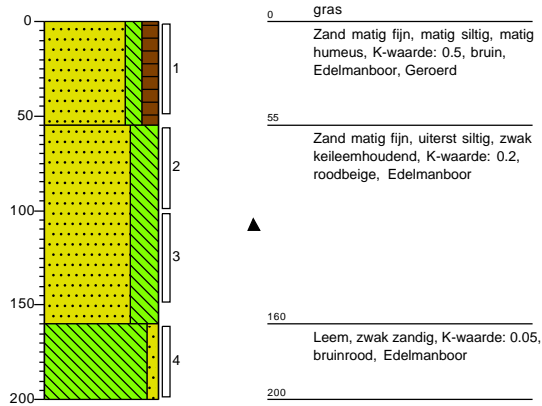 0
gras
0
Zand matig fijn, matig siltig, matig
humeus, K-waarde: 0.5, bruin,
Edelmanboor, Geroerd
1
50
55
Zand matig fijn, uiterst siltig, zwak
keileemhoudend, K-waarde: 0.2,
roodbeige, Edelmanboor
2
100
3
150
160
Leem, zwak zandig, K-waarde: 0.05,
bruinrood, Edelmanboor
4
200
200